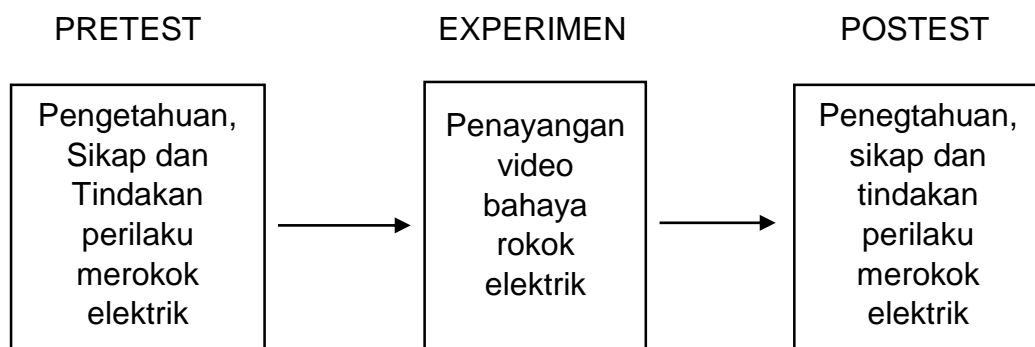 PRETEST
EXPERIMEN
POSTEST
Pengetahuan,
Sikap dan
Tindakan
perilaku
merokok
elektrik
Penayangan
video
bahaya
rokok
elektrik
Penegtahuan,
sikap dan
tindakan
perilaku
merokok
elektrik